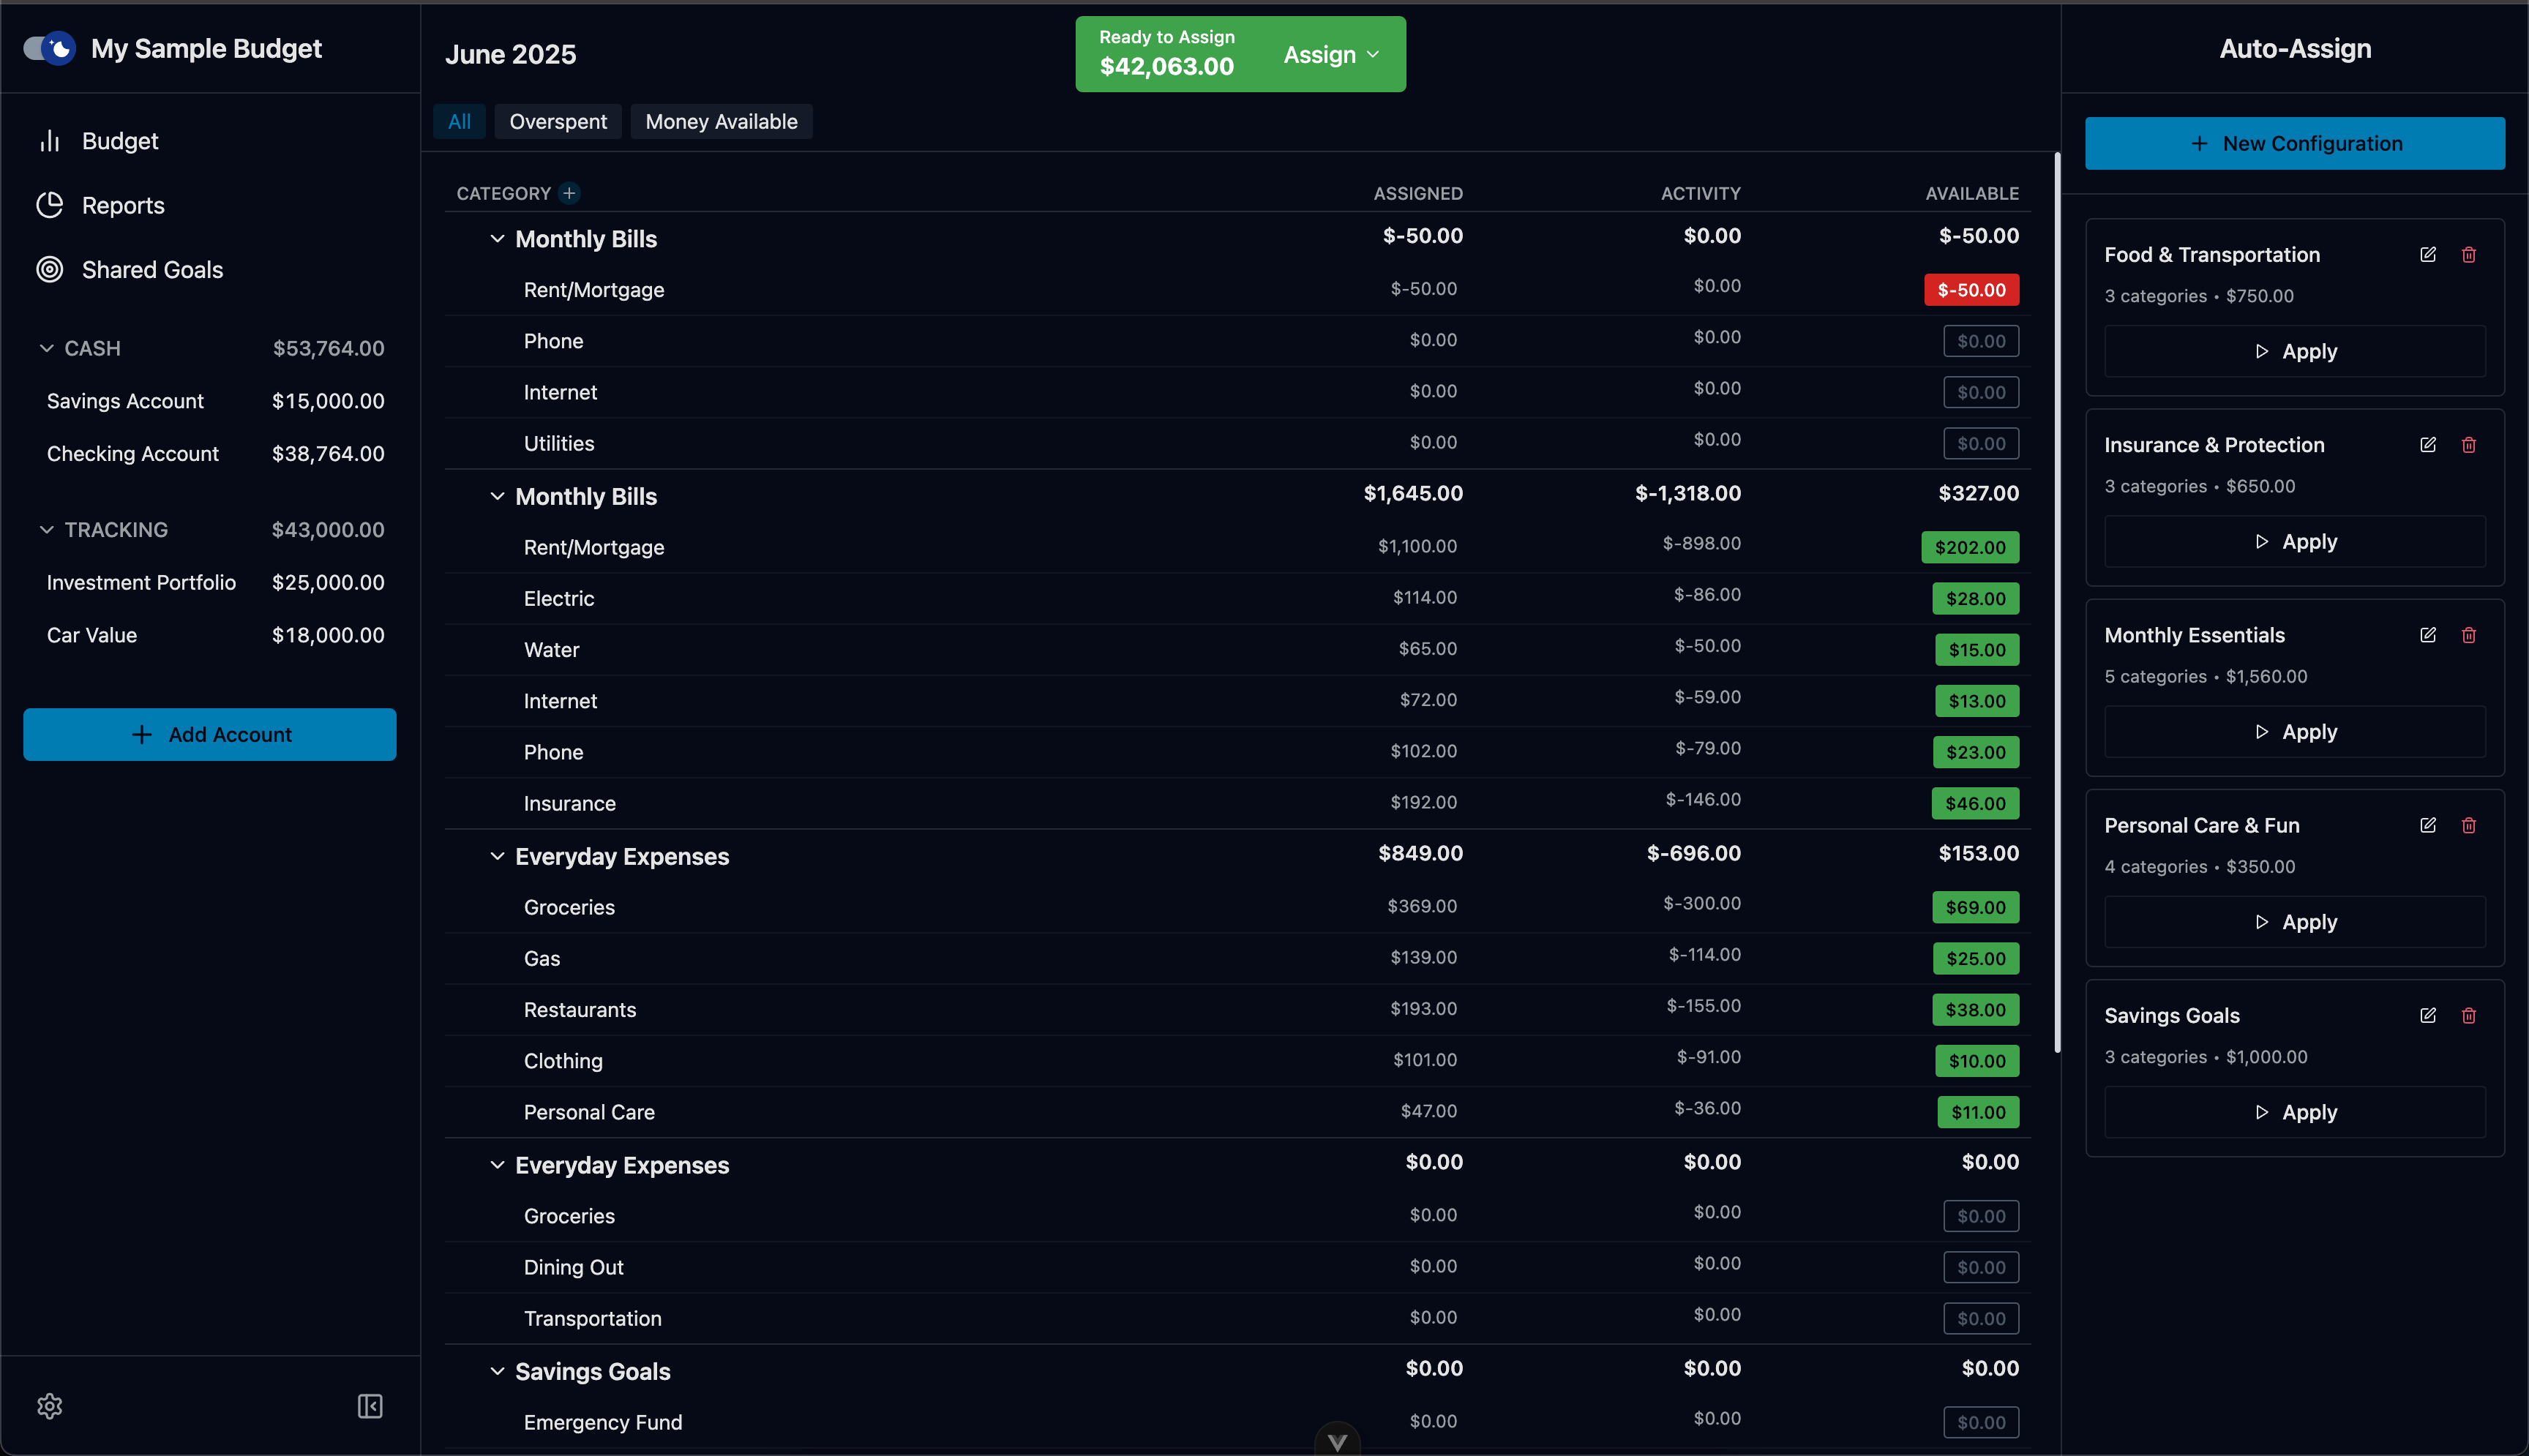 My Sample Budget
Budget
Reports
Shared Goals
CASH $53,764.00
Savings Account $15,000.00
Checking Account $38,764.00
TRACKING $43,000.00
Investment Portfolio $25,000.00
Car Value $18,000.00
+ Add Account
June 2025
Ready to Assign
$42,063.00
Assign
All Overspent Money Available
CATEGORY + ASSIGNED ACTIVITY AVAILABLE
Monthly Bills $-50.00 $0.00 $-50.00
Rent/Mortgage $-50.00 $0.00 $-50.00
Phone $0.00 $0.00 $0.00
Internet $0.00 $0.00 $0.00
Utilities $0.00 $0.00 $0.00
Monthly Bills $1,645.00 $-1,318.00 $327.00
Rent/Mortgage $1,100.00 $-898.00 $202.00
Electric $114.00 $-86.00 $28.00
Water $65.00 $-50.00 $15.00
Internet $72.00 $-59.00 $13.00
Phone $102.00 $-79.00 $23.00
Insurance $192.00 $-146.00 $46.00
Everyday Expenses $849.00 $-696.00 $153.00
Groceries $369.00 $-300.00 $69.00
Gas $139.00 $-114.00 $25.00
Restaurants $193.00 $-155.00 $38.00
Clothing $101.00 $-91.00 $10.00
Personal Care $47.00 $-36.00 $11.00
Everyday Expenses $0.00 $0.00 $0.00
Groceries $0.00 $0.00 $0.00
Dining Out $0.00 $0.00 $0.00
Transportation $0.00 $0.00 $0.00
Savings Goals $0.00 $0.00 $0.00
Emergency Fund $0.00 $0.00 $0.00
Auto-Assign
+ New Configuration
Food & Transportation
3 categories • $750.00
Apply
Insurance & Protection
3 categories • $650.00
Apply
Monthly Essentials
5 categories • $1,560.00
Apply
Personal Care & Fun
4 categories • $350.00
Apply
Savings Goals
3 categories • $1,000.00
Apply